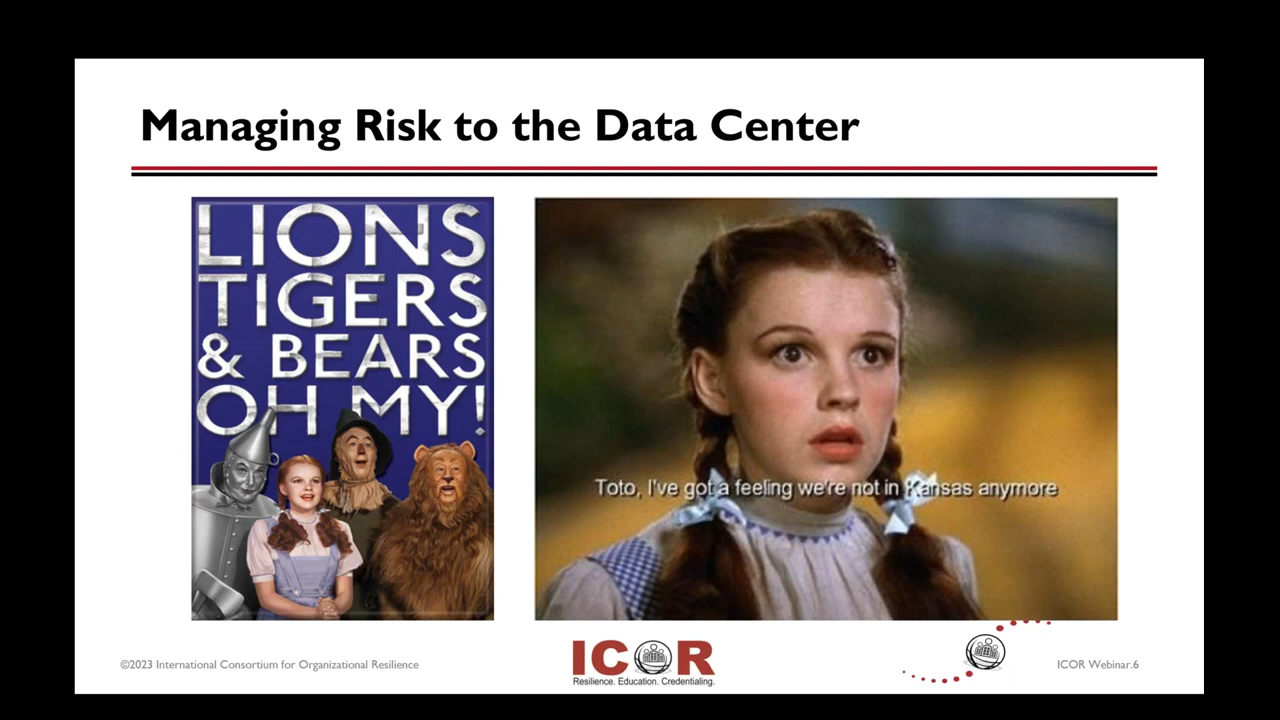 Managing Risk to the Data Center
LIONS
TIGERS
& BEARS
OH MY!
Toto, I've got a feeling we're not in Kansas anymore
©2023 International Consortium for Organizational Resilience
ICOR
Resilience. Education. Credentialing.
ICOR Webinar.6